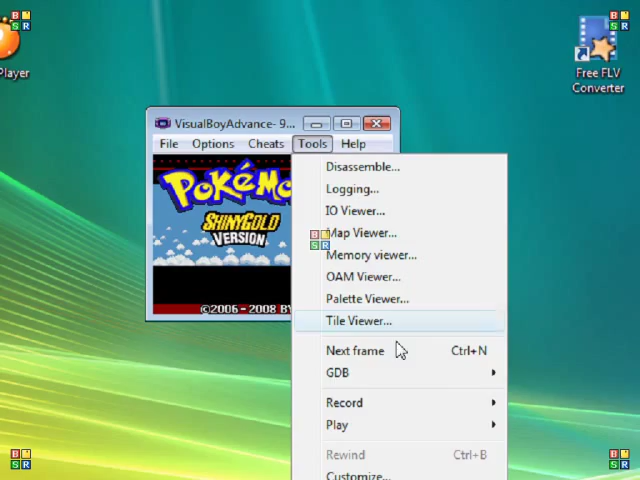 B
S R
B
S R
Player
Free FLV
Converter
VisualBoyAdvance- 9...
File Options Cheats Tools Help
POKéMO
SHINYGOLD
VERSION
©2006 - 2008 BY
Disassemble...
Logging...
IO Viewer...
B
S R
Map Viewer...
Memory viewer...
OAM Viewer...
Palette Viewer...
Tile Viewer...
Next frame Ctrl+N
GDB
Record
Play
Rewind Ctrl+B
Customize...
B
S R
B
S R